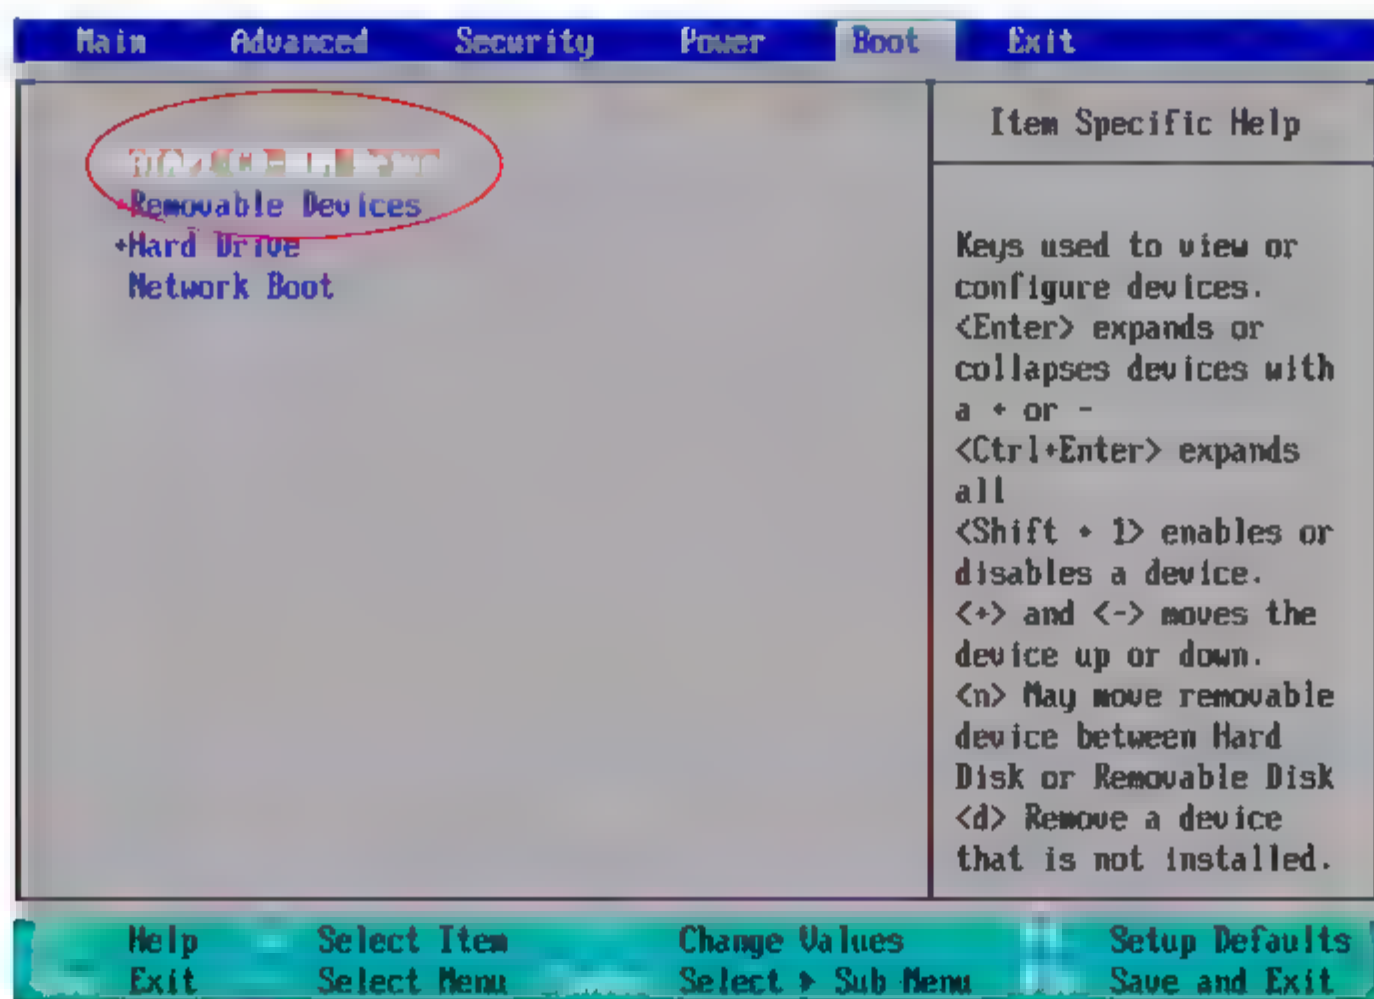 Main Advanced Security Power Boot Exit
Item Specific Help
+Removable Devices
+Hard Drive
Network Boot
Keys used to view or
configure devices.
<Enter> expands or
collapses devices with
a + or -
<Ctrl+Enter> expands
all
<Shift + 1> enables or
disables a device.
<+> and <-> moves the
device up or down.
<n> May move removable
device between Hard
Disk or Removable Disk
<d> Remove a device
that is not installed.
Help Select Item Change Values Setup Defaults
Exit Select Menu Select ▶ Sub Menu Save and Exit